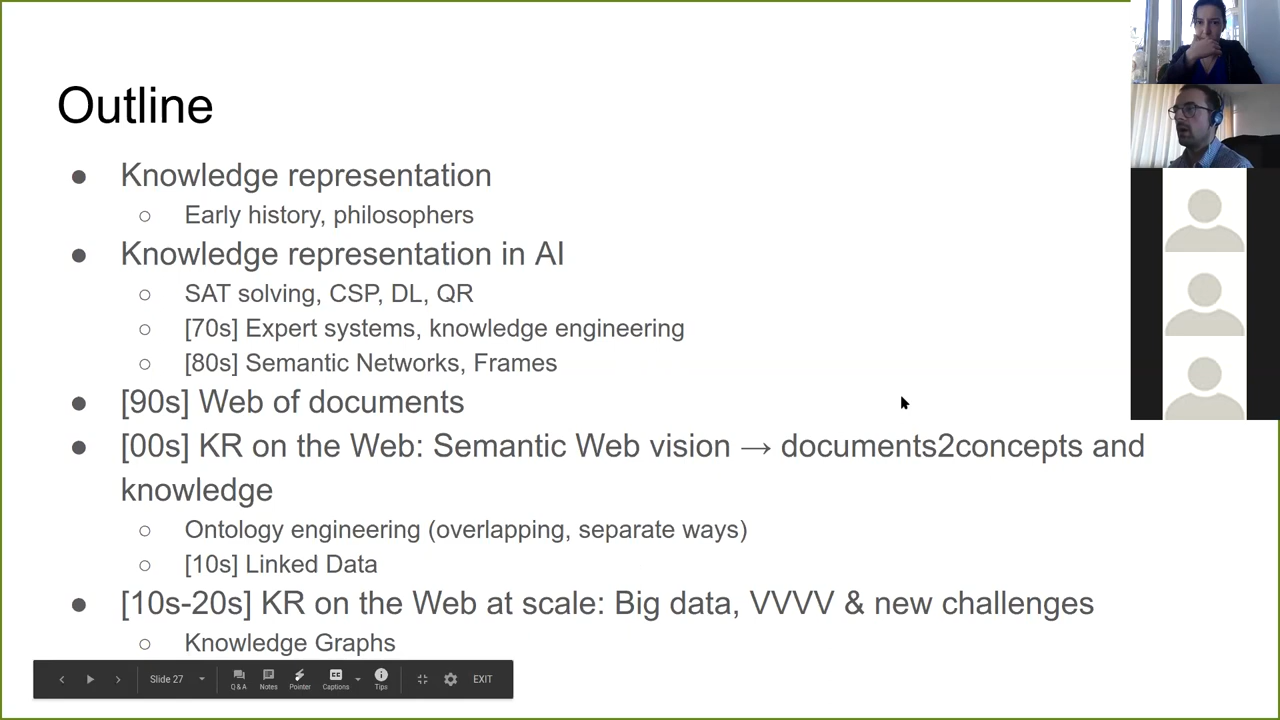 Outline
● Knowledge representation
○ Early history, philosophers
● Knowledge representation in AI
○ SAT solving, CSP, DL, QR
○ [70s] Expert systems, knowledge engineering
○ [80s] Semantic Networks, Frames
● [90s] Web of documents
● [00s] KR on the Web: Semantic Web vision → documents2concepts and
knowledge
○ Ontology engineering (overlapping, separate ways)
○ [10s] Linked Data
● [10s-20s] KR on the Web at scale: Big data, VVVV & new challenges
○ Knowledge Graphs
Slide 27 Q & A Notes Pointer Captions Tips EXIT